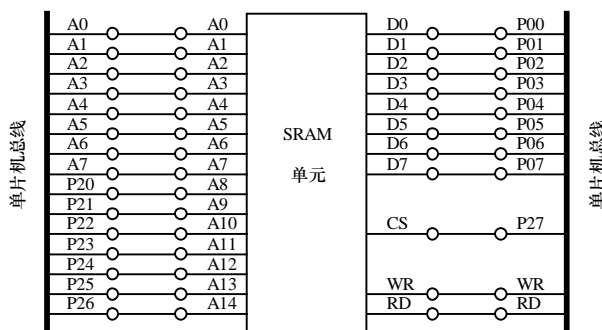 A0 A0 D0 P00
A1 A1 D1 P01
A2 A2 D2 P02
A3 A3 D3 P03
A4 A4 D4 P04
A5 A5 D5 P05
A6 A6 D6 P06
A7 A7 D7 P07
P20 A8
P21 A9
P22 A10 CS P27
P23 A11
P24 A12
P25 A13 WR WR
P26 A14 RD RD
SRAM
单元
单片机总线
单片机总线